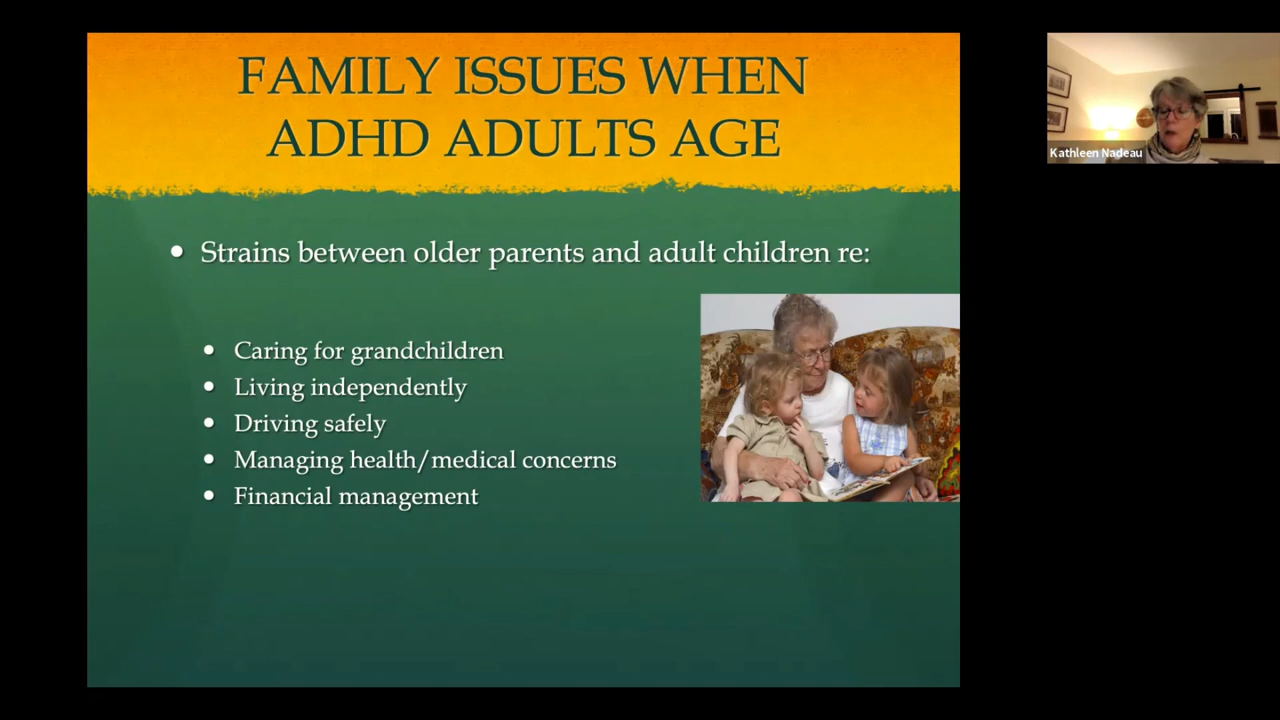 FAMILY ISSUES WHEN
ADHD ADULTS AGE
• Strains between older parents and adult children re:
• Caring for grandchildren
• Living independently
• Driving safely
• Managing health/medical concerns
• Financial management
Kathleen Nadeau